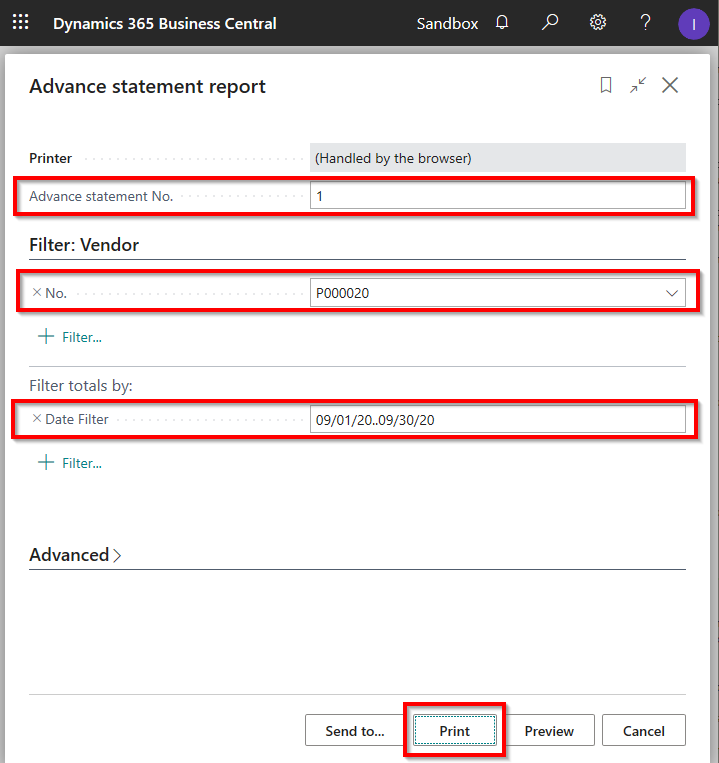 Dynamics 365 Business Central Sandbox ? I
Advance statement report
Printer (Handled by the browser)
Advance statement No. 1
Filter: Vendor
No. P000020
Filter...
Filter totals by:
Date Filter 09/01/20..09/30/20
Filter...
Advanced
Send to... Print Preview Cancel